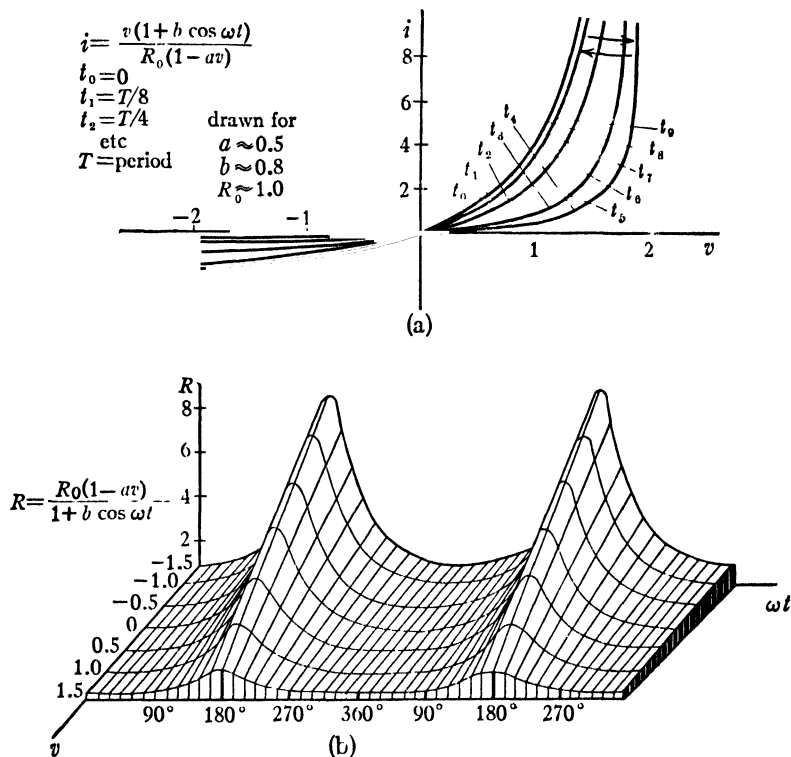 i = v(1 + b cos ωt) / R₀(1 − av)
t₀ = 0
t₁ = T/8
t₂ = T/4
etc
T = period
drawn for
a ≈ 0.5
b ≈ 0.8
R₀ ≈ 1.0
i
8
6
4
2
t₄
t₃
t₂
t₁
t₀
t₉
t₈
t₇
t₆
t₅
−2
−1
1
2
v
(a)
R
8
6
4
2
R = R₀(1 − av) / 1 + b cos ωt
−1.5
−1.0
−0.5
0
0.5
1.0
1.5
ωt
90° 180° 270° 360° 90° 180° 270°
v
(b)